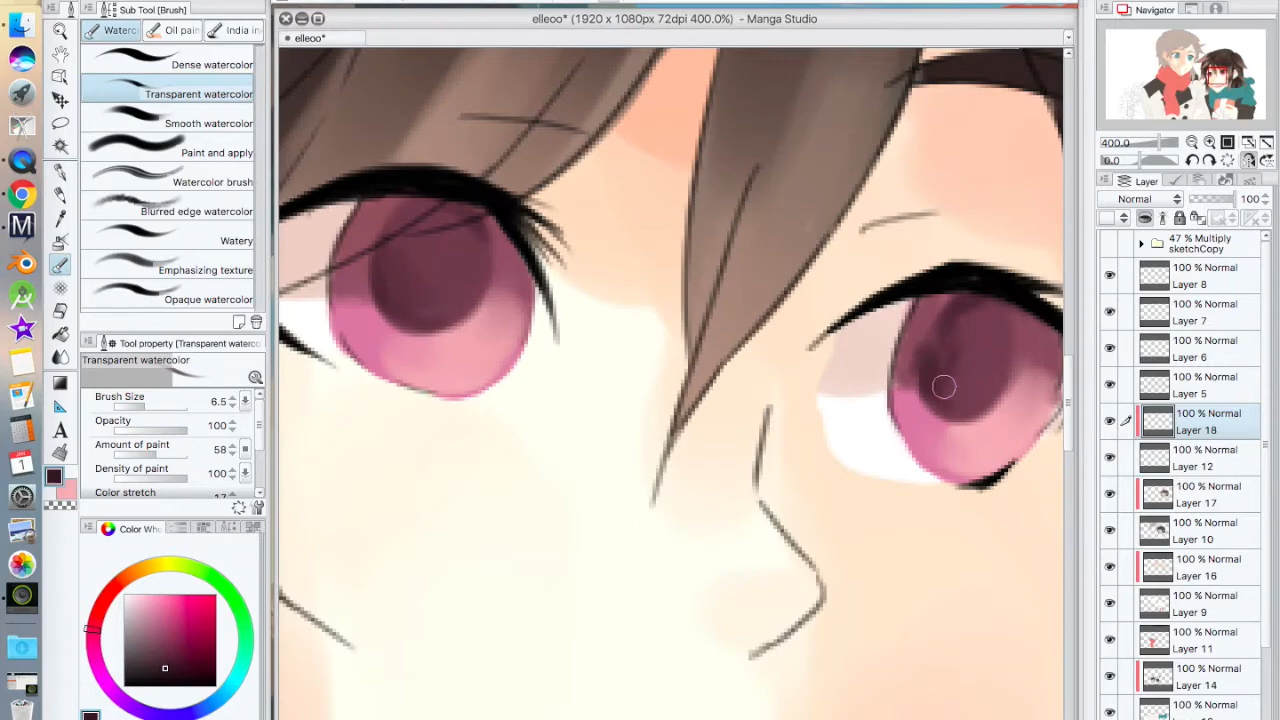 Sub Tool [Brush]
Waterc Oil pain India in
Dense watercolor
Transparent watercolor
Smooth watercolor
Paint and apply
Watercolor brush
Blurred edge watercolor
Watery
Emphasizing texture
Opaque watercolor
Tool property [Transparent waterco
Transparent watercolor
Brush Size 6.5
Opacity 100
Amount of paint 58
Density of paint 100
Color stretch
Color Whe
JAN
1
A
M
elleoo* (1920 x 1080px 72dpi 400.0%) - Manga Studio
elleoo*
Navigator
400.0
0.0
Layer
Normal 100
47 % Multiply
sketchCopy
100 % Normal
Layer 8
100 % Normal
Layer 7
100 % Normal
Layer 6
100 % Normal
Layer 5
100 % Normal
Layer 18
100 % Normal
Layer 12
100 % Normal
Layer 17
100 % Normal
Layer 10
100 % Normal
Layer 16
100 % Normal
Layer 9
100 % Normal
Layer 11
100 % Normal
Layer 14
100 % Normal